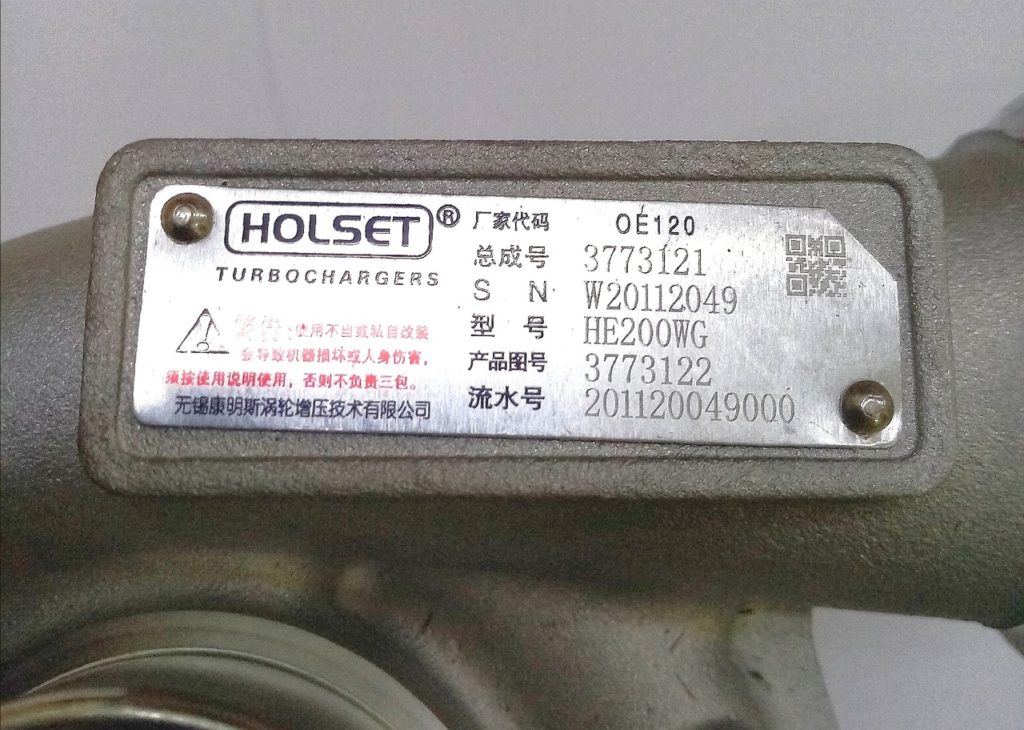 HOLSET®
TURBOCHARGERS
警告:使用不当或私自改装
会导致机器损坏或人身伤害,
须按使用说明使用，否则不负责三包。
无锡康明斯涡轮增压技术有限公司
厂家代码 OE120
总成号 3773121
S N W20112049
型 号 HE200WG
产品图号 3773122
流水号 201120049000